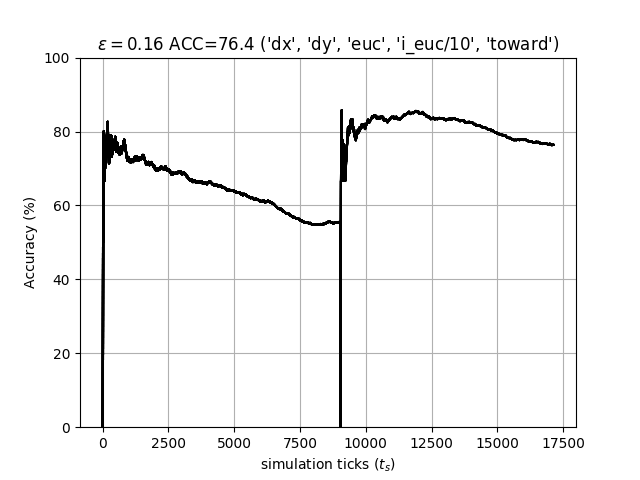 ε = 0.16 ACC=76.4 ('dx', 'dy', 'euc', 'i_euc/10', 'toward')
100
80
60
40
20
0
Accuracy (%)
0 2500 5000 7500 10000 12500 15000 17500
simulation ticks (tₛ)